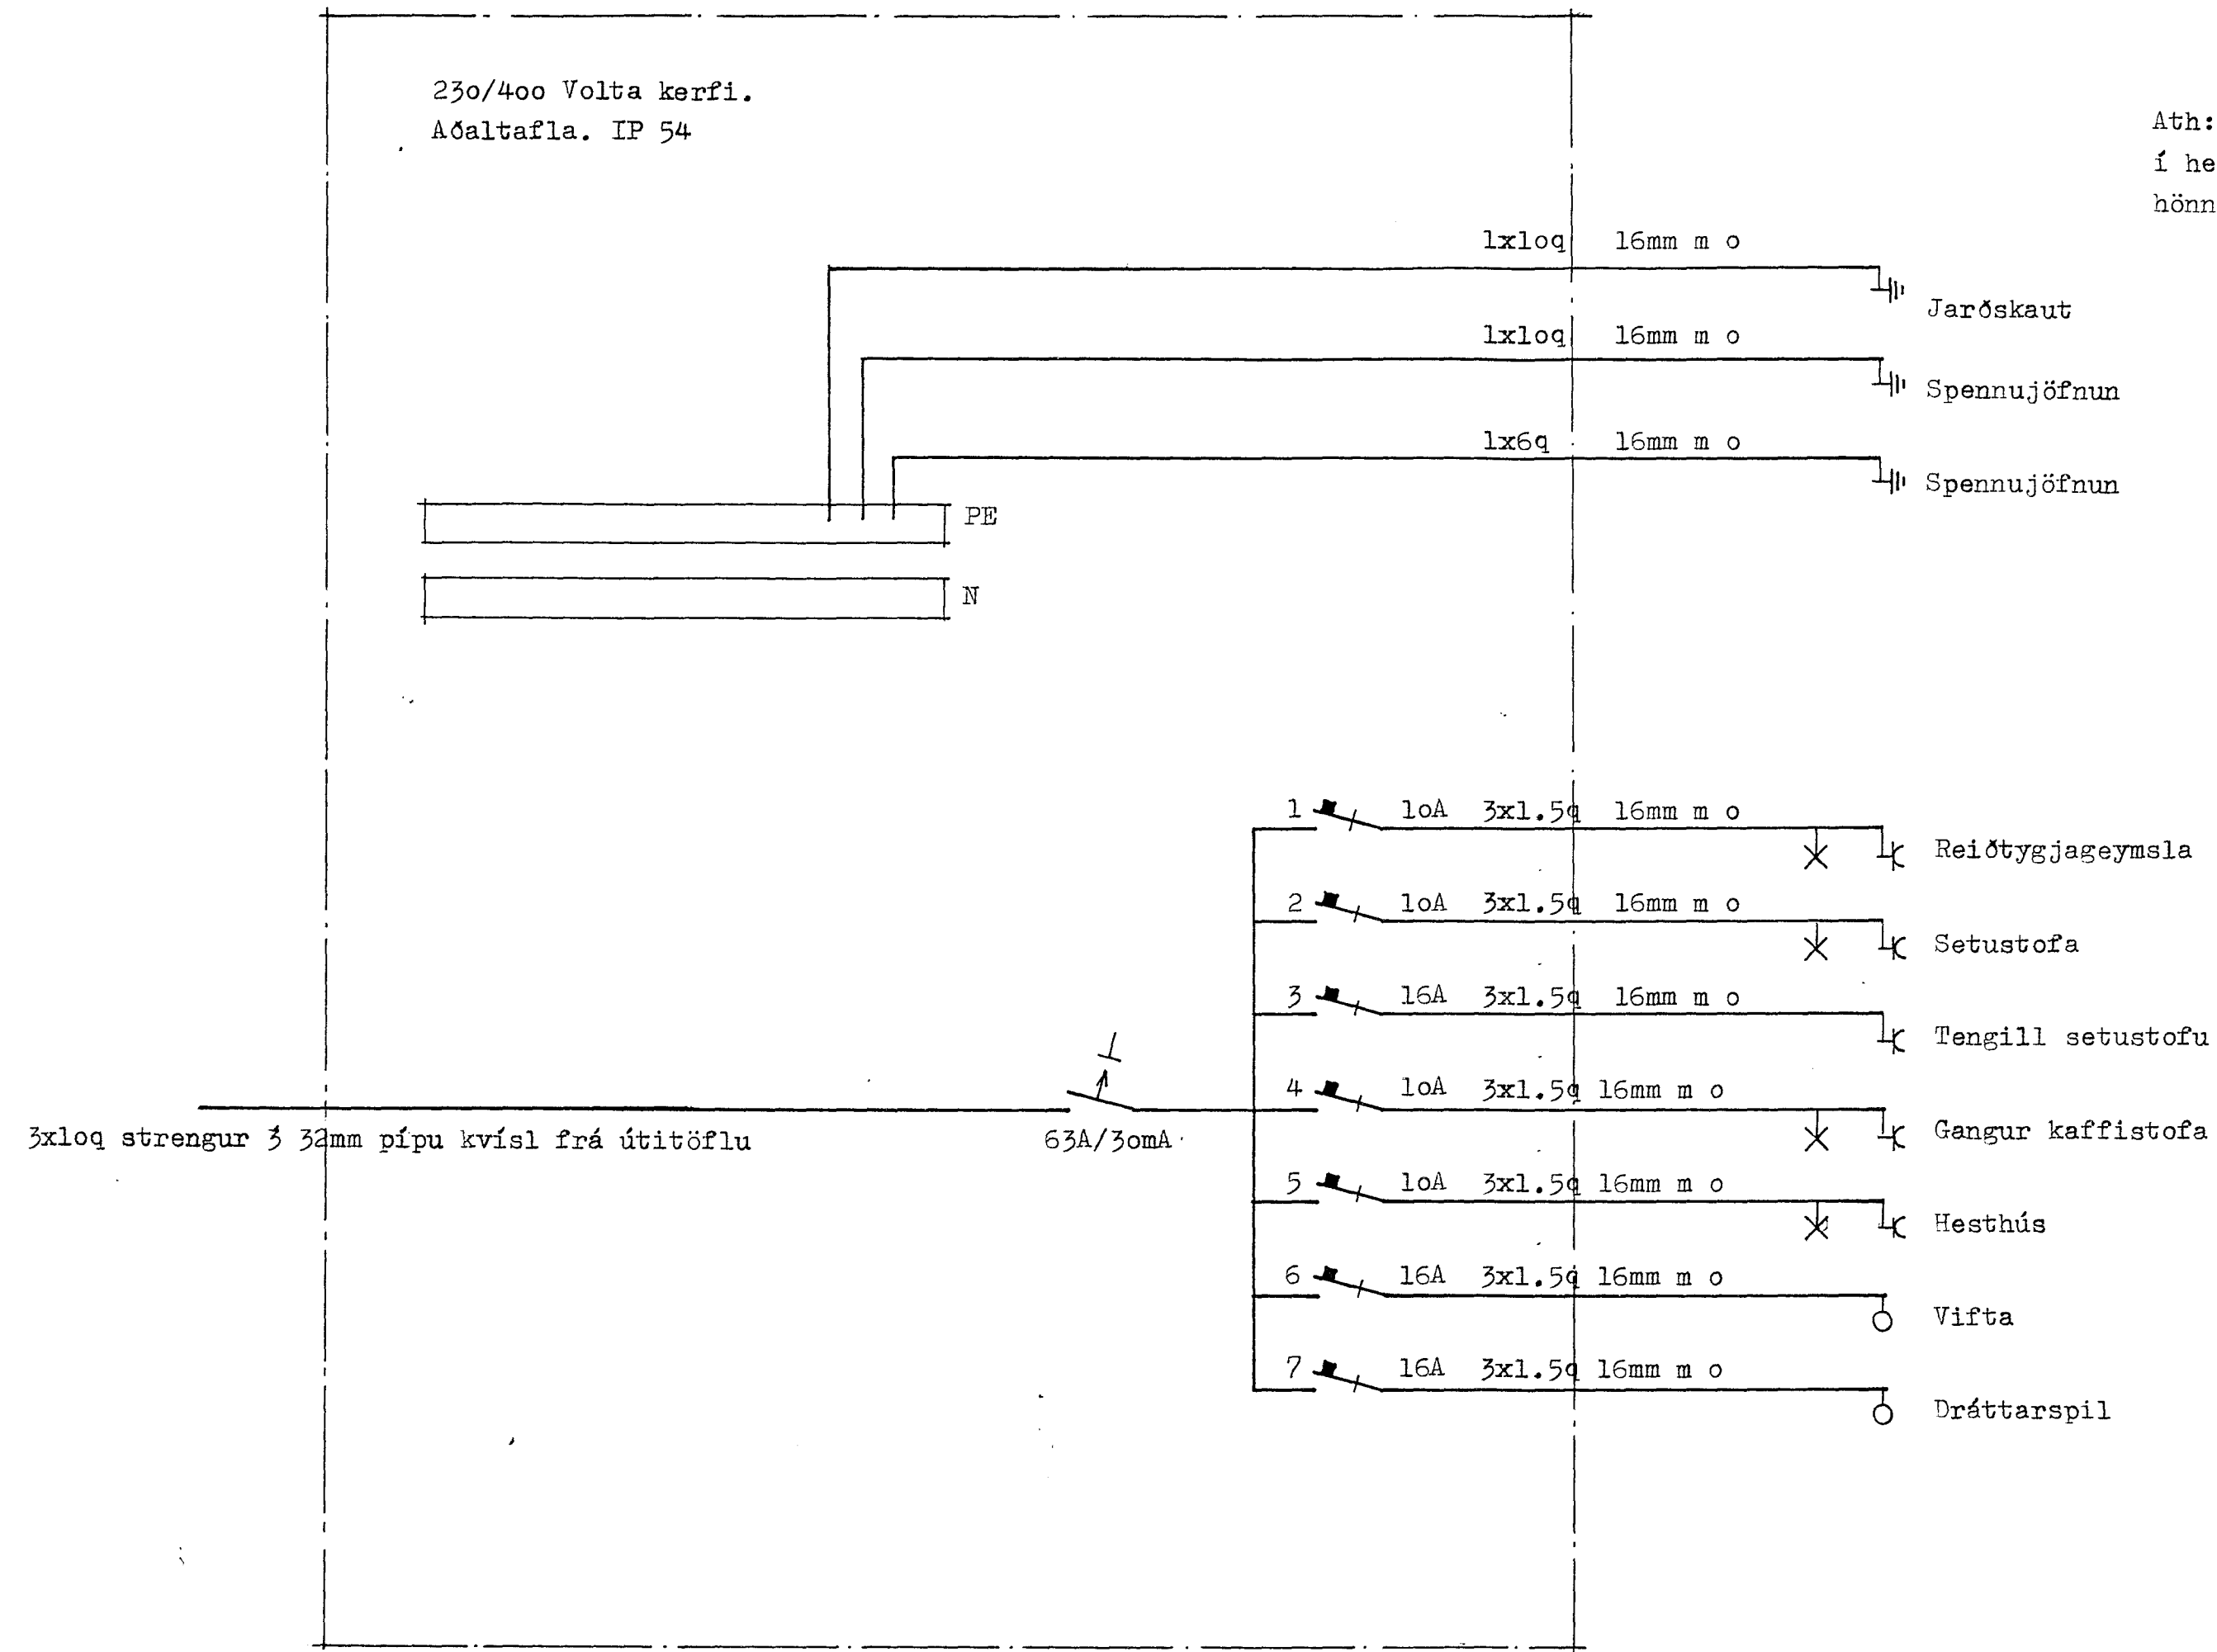 230/400 Volta kerfi.
Aðaltafla. IP 54
Ath:
í he
hönn
1x10q 16mm m o
Jarðskaut
1x10q 16mm m o
Spennujöfnun
1x6q 16mm m o
Spennujöfnun
PE
N
1 10A 3x1.5q 16mm m o
Reiðtygjageymsla
2 10A 3x1.5q 16mm m o
Setustofa
3 16A 3x1.5q 16mm m o
Tengill setustofu
4 10A 3x1.5q 16mm m o
Gangur kaffistofa
3x10q strengur í 32mm pípu kvísl frá útitöflu
63A/30mA
5 10A 3x1.5q 16mm m o
Hesthús
6 16A 3x1.5q 16mm m o
Vifta
7 16A 3x1.5q 16mm m o
Dráttarspil